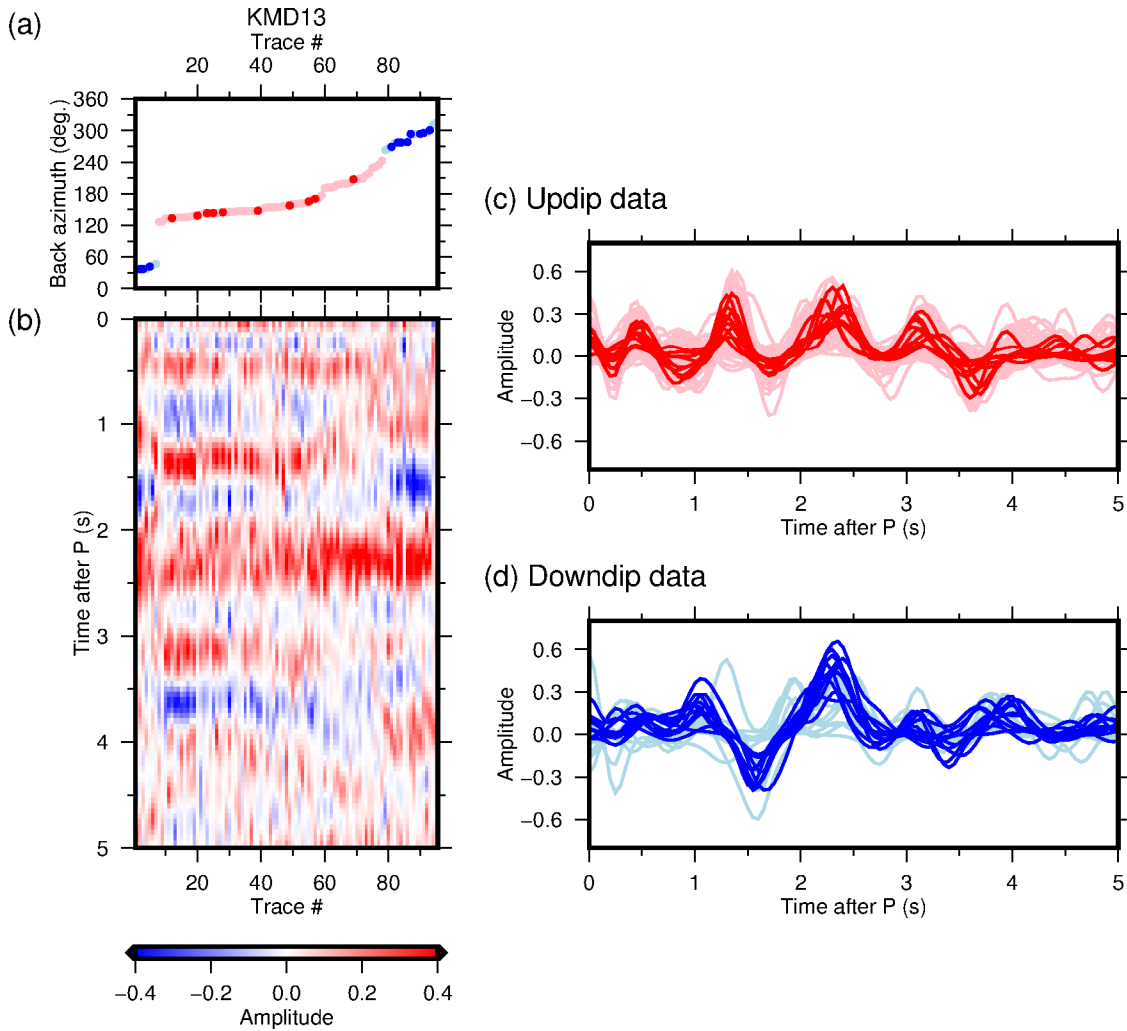 (a)
KMD13
Trace #
20 40 60 80
360
300
240
180
120
60
0
Back azimuth (deg.)
(b)
0
1
2
3
4
5
Time after P (s)
20 40 60 80
Trace #
−0.4 −0.2 0.0 0.2 0.4
Amplitude
(c) Updip data
0.6
0.3
0.0
−0.3
−0.6
Amplitude
0 1 2 3 4 5
Time after P (s)
(d) Downdip data
0.6
0.3
0.0
−0.3
−0.6
Amplitude
0 1 2 3 4 5
Time after P (s)